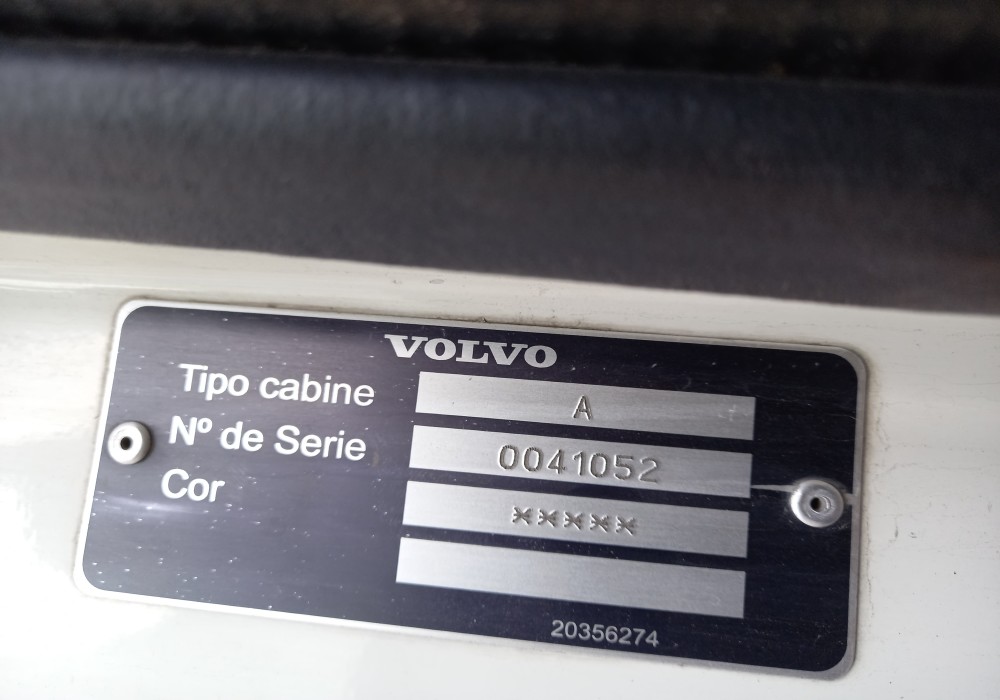 VOLVO
Tipo cabine A
Nº de Serie 0041052
Cor *****
20356274